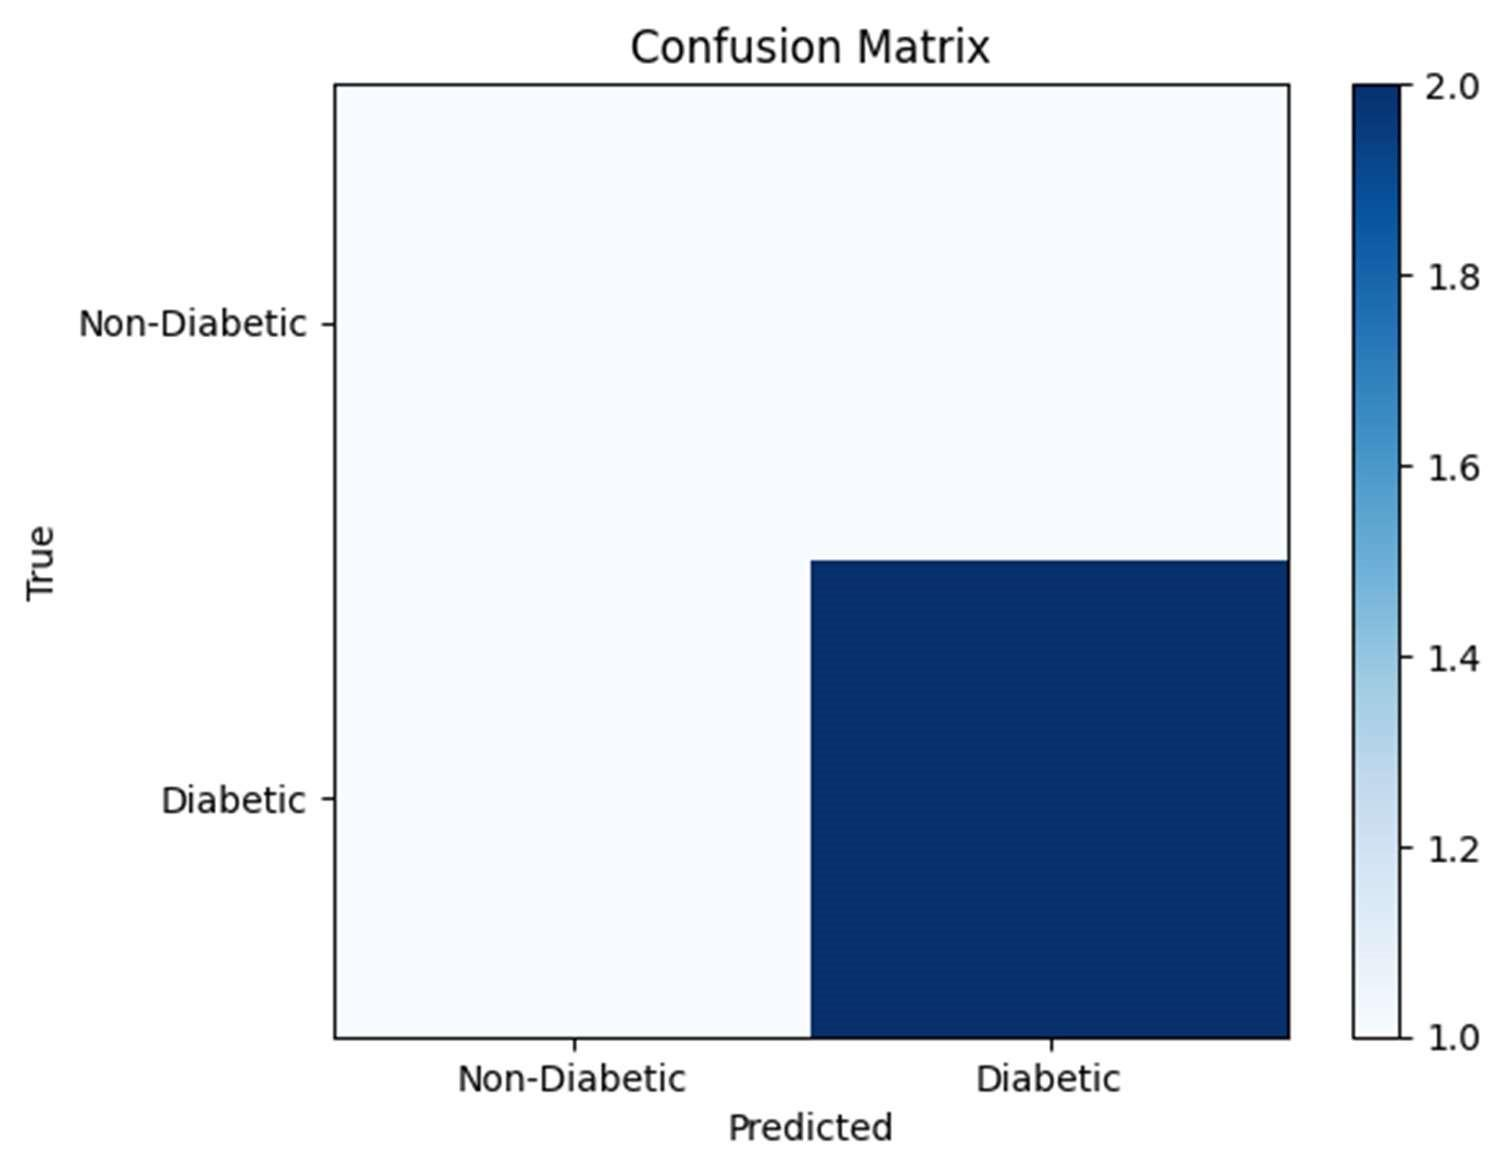 Confusion Matrix
2.0
1.8
Non-Diabetic
1.6
True
1.4
Diabetic
1.2
1.0
Non-Diabetic Diabetic
Predicted